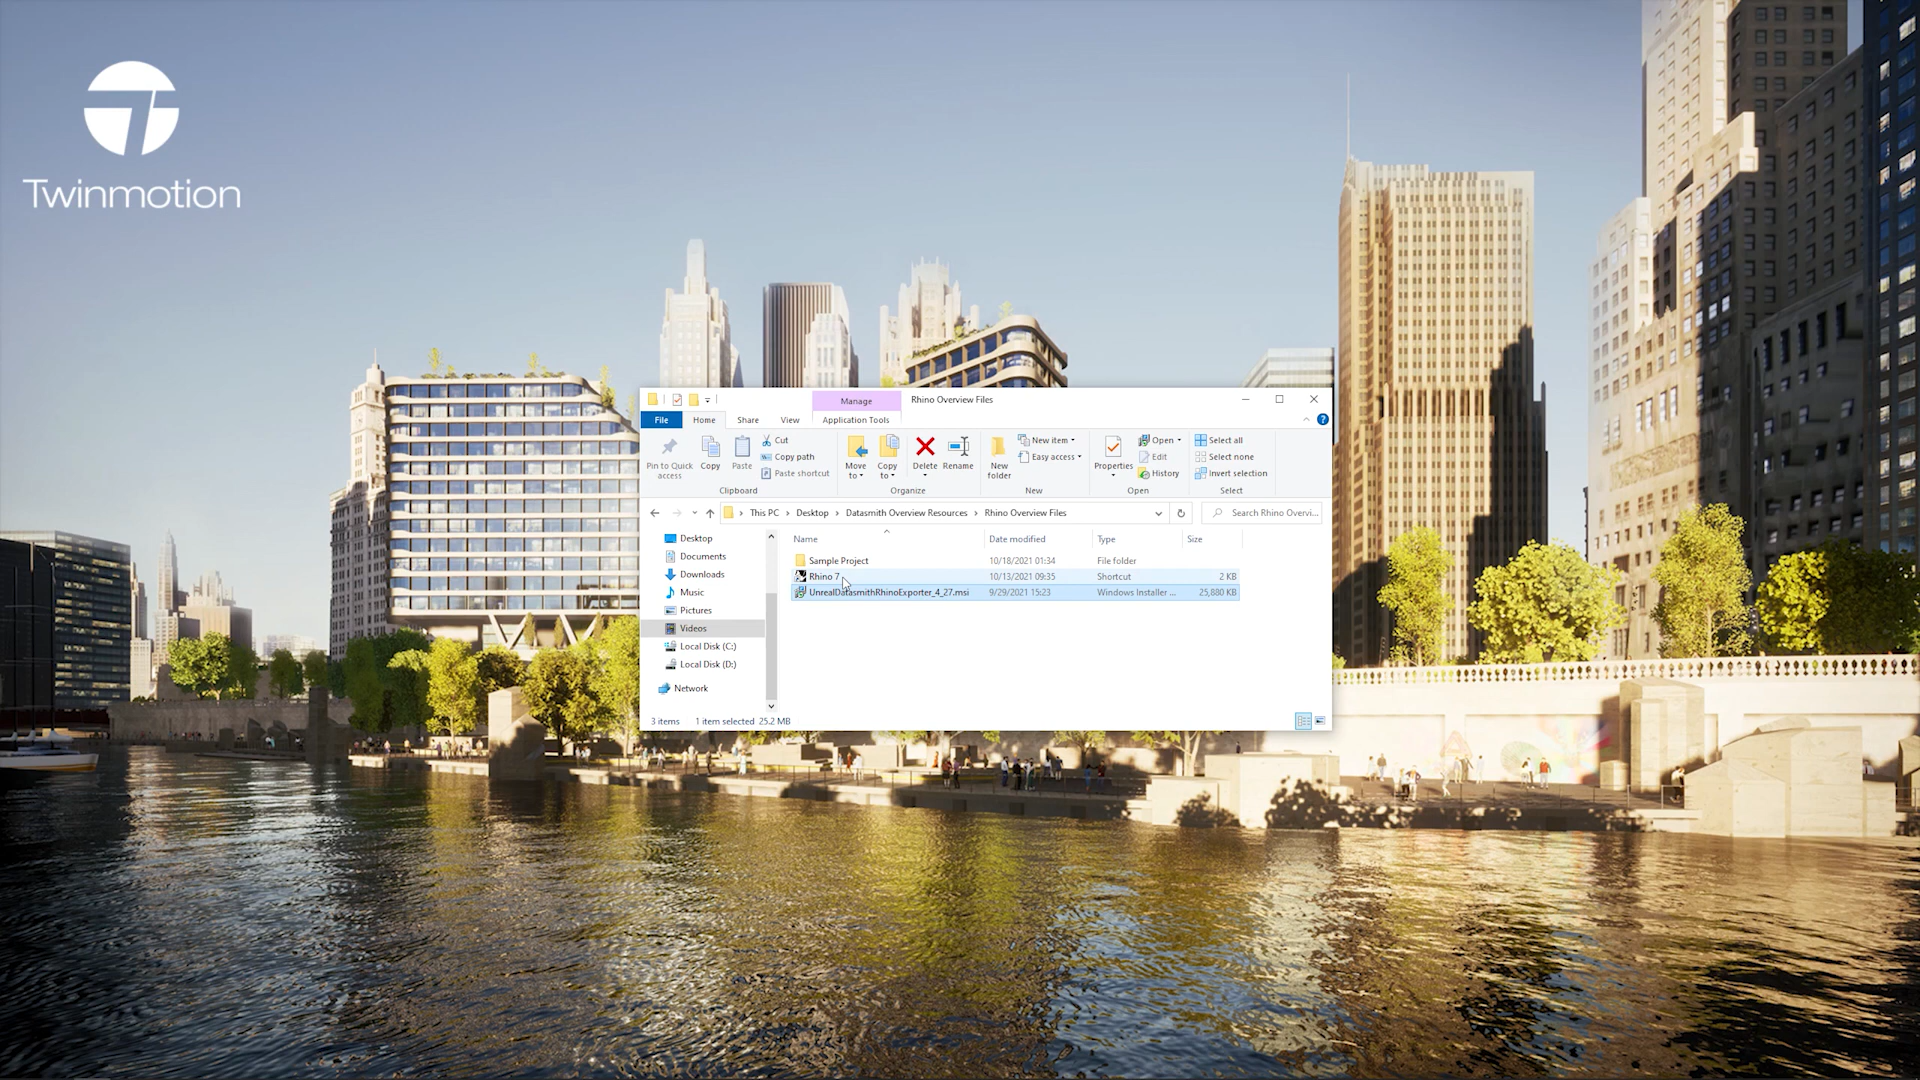 Twinmotion
Manage
Rhino Overview Files
File
Home
Share
View
Application Tools
Pin to Quick access
Copy
Paste
Cut
Copy path
Paste shortcut
Clipboard
Move to
Copy to
Delete
Rename
Organize
New folder
New item
Easy access
New
Properties
Open
Edit
History
Open
Select all
Select none
Invert selection
Select
This PC > Desktop > Datasmith Overview Resources > Rhino Overview Files
Search Rhino Overvi...
Name
Date modified
Type
Size
Desktop
Documents
Downloads
Music
Pictures
Videos
Local Disk (C:)
Local Disk (D:)
Network
Sample Project 10/18/2021 01:34 File folder
Rhino 7 10/13/2021 09:35 Shortcut 2 KB
UnrealDatasmithRhinoExporter_4_27.msi 9/29/2021 15:23 Windows Installer ... 25,880 KB
3 items 1 item selected 25.2 MB